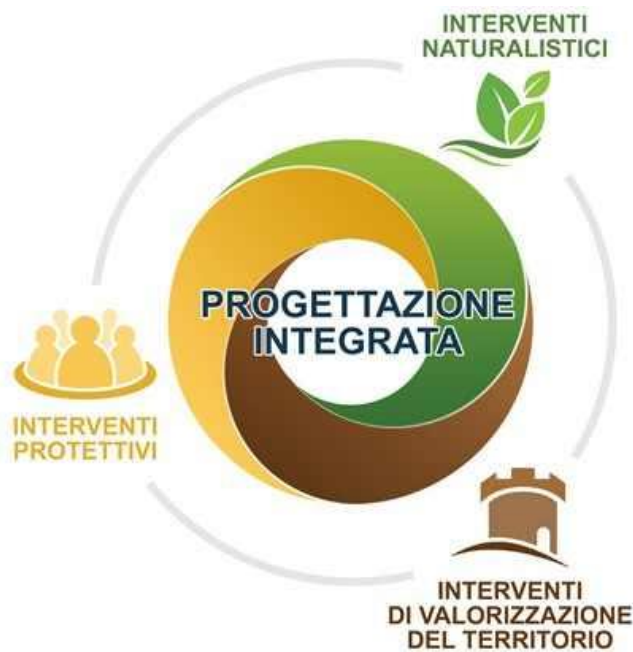 INTERVENTI
NATURALISTICI
PROGETTAZIONE
INTEGRATA
INTERVENTI
PROTETTIVI
INTERVENTI
DI VALORIZZAZIONE
DEL TERRITORIO